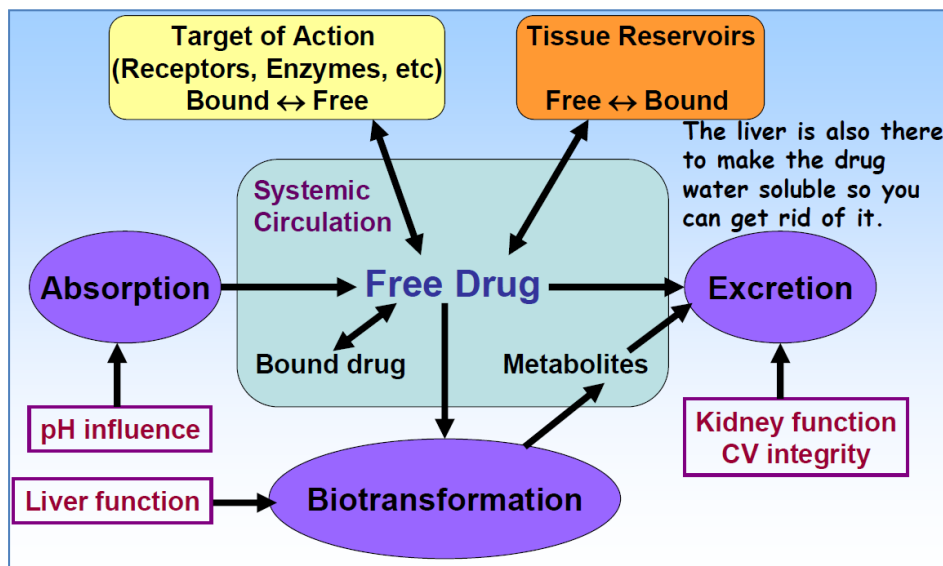 Target of Action
(Receptors, Enzymes, etc)
Bound ↔ Free
Tissue Reservoirs
Free ↔ Bound
The liver is also there
to make the drug
water soluble so you
can get rid of it.
Systemic
Circulation
Absorption
Free Drug
Excretion
Bound drug
Metabolites
pH influence
Kidney function
CV integrity
Liver function
Biotransformation